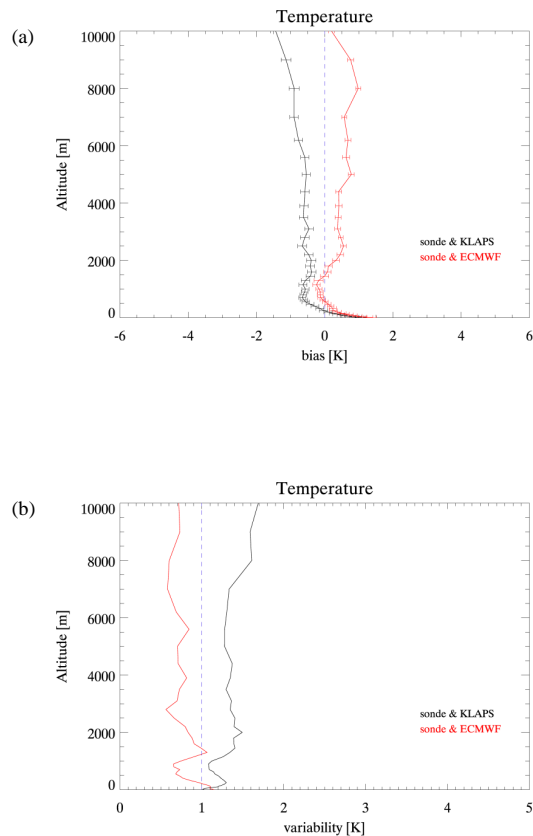 Temperature
(a)
10000
8000
6000
4000
2000
0
Altitude [m]
sonde & KLAPS
sonde & ECMWF
-6 -4 -2 0 2 4 6
bias [K]
Temperature
(b)
10000
8000
6000
4000
2000
0
Altitude [m]
sonde & KLAPS
sonde & ECMWF
0 1 2 3 4 5
variability [K]